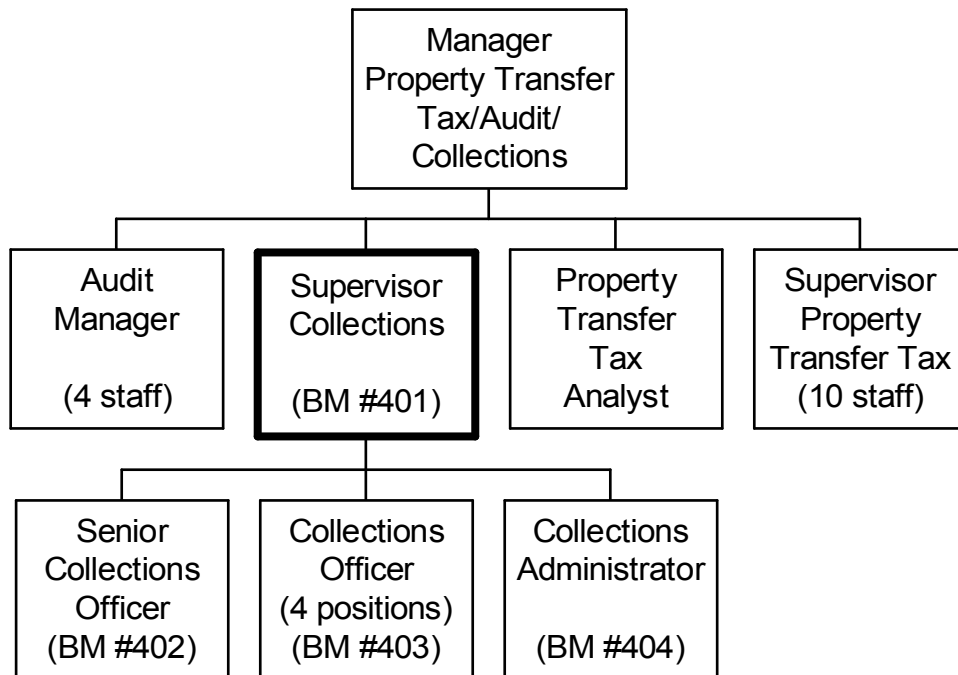 Manager
Property Transfer
Tax/Audit/
Collections
Audit
Manager
(4 staff)
Supervisor
Collections
(BM #401)
Property
Transfer
Tax
Analyst
Supervisor
Property
Transfer Tax
(10 staff)
Senior
Collections
Officer
(BM #402)
Collections
Officer
(4 positions)
(BM #403)
Collections
Administrator
(BM #404)